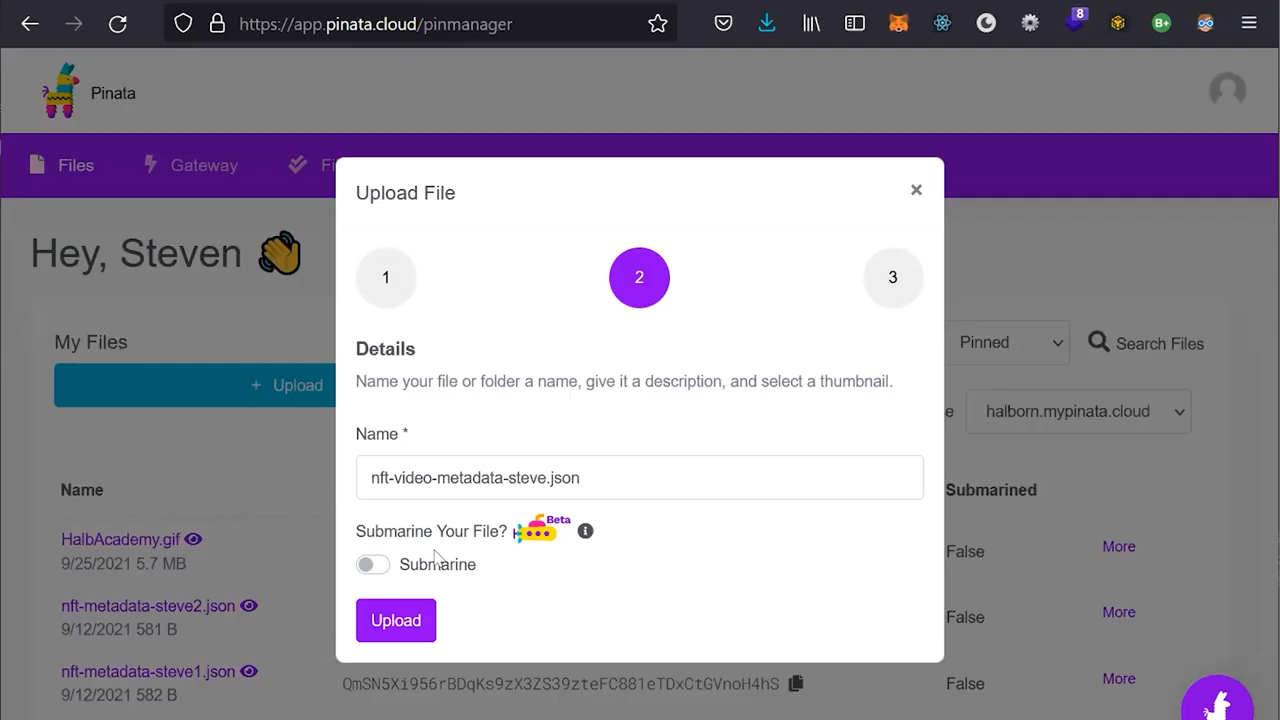 https://app.pinata.cloud/pinmanager
8
B+
Pinata
Files
Gateway
Fi
Upload File
×
Hey, Steven
1
2
3
My Files
Pinned
Search Files
+ Upload
Details
Name your file or folder a name, give it a description, and select a thumbnail.
e
halborn.mypinata.cloud
Name *
nft-video-metadata-steve.json
Name
Submarined
Submarine Your File?
Beta
i
Submarine
Upload
HalbAcademy.gif
9/25/2021 5.7 MB
False
More
nft-metadata-steve2.json
9/12/2021 581 B
False
More
nft-metadata-steve1.json
9/12/2021 582 B
QmSN5Xi956rBDqKs9zX3ZS39zteFC881eTDxCtGVnoH4hS
False
More